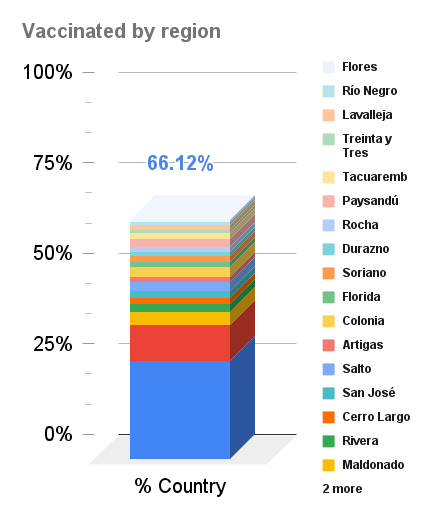 Vaccinated by region
100%
75%
50%
25%
0%
66.12%
% Country
Flores
Río Negro
Lavalleja
Treinta y
Tres
Tacuaremb
Paysandú
Rocha
Durazno
Soriano
Florida
Colonia
Artigas
Salto
San José
Cerro Largo
Rivera
Maldonado
2 more